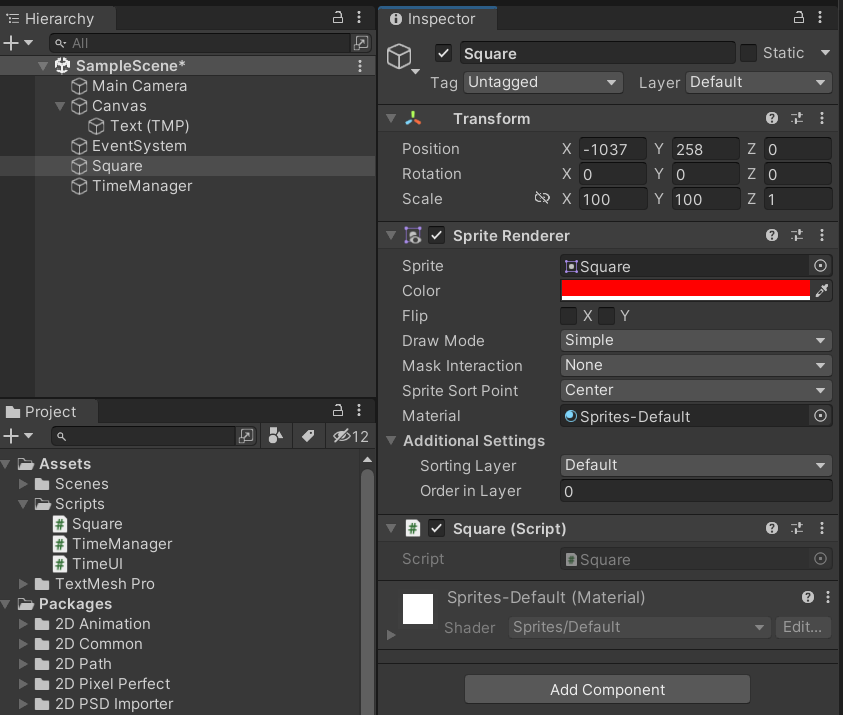 Hierarchy
All
SampleScene*
Main Camera
Canvas
Text (TMP)
EventSystem
Square
TimeManager
Project
12
Assets
Scenes
Scripts
Square
TimeManager
TimeUI
TextMesh Pro
Packages
2D Animation
2D Common
2D Path
2D Pixel Perfect
2D PSD Importer
Inspector
Square Static
Tag Untagged Layer Default
Transform
Position X -1037 Y 258 Z 0
Rotation X 0 Y 0 Z 0
Scale X 100 Y 100 Z 1
Sprite Renderer
Sprite Square
Color
Flip X Y
Draw Mode Simple
Mask Interaction None
Sprite Sort Point Center
Material Sprites-Default
Additional Settings
Sorting Layer Default
Order in Layer 0
# Square (Script)
Script Square
Sprites-Default (Material)
Shader Sprites/Default Edit...
Add Component